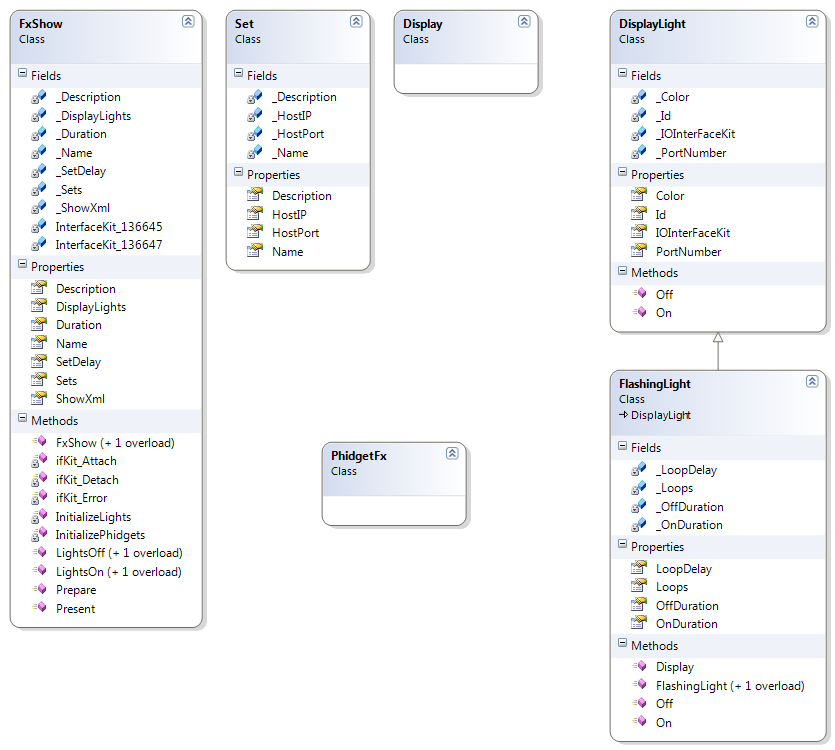 FxShow
Class
Fields
_Description
_DisplayLights
_Duration
_Name
_SetDelay
_Sets
_ShowXml
InterfaceKit_136645
InterfaceKit_136647
Properties
Description
DisplayLights
Duration
Name
SetDelay
Sets
ShowXml
Methods
FxShow (+ 1 overload)
ifKit_Attach
ifKit_Detach
ifKit_Error
InitializeLights
InitializePhidgets
LightsOff (+ 1 overload)
LightsOn (+ 1 overload)
Prepare
Present
Set
Class
Fields
_Description
_HostIP
_HostPort
_Name
Properties
Description
HostIP
HostPort
Name
Display
Class
PhidgetFx
Class
DisplayLight
Class
Fields
_Color
_Id
_IOInterFaceKit
_PortNumber
Properties
Color
Id
IOInterFaceKit
PortNumber
Methods
Off
On
FlashingLight
Class
DisplayLight
Fields
_LoopDelay
_Loops
_OffDuration
_OnDuration
Properties
LoopDelay
Loops
OffDuration
OnDuration
Methods
Display
FlashingLight (+ 1 overload)
Off
On